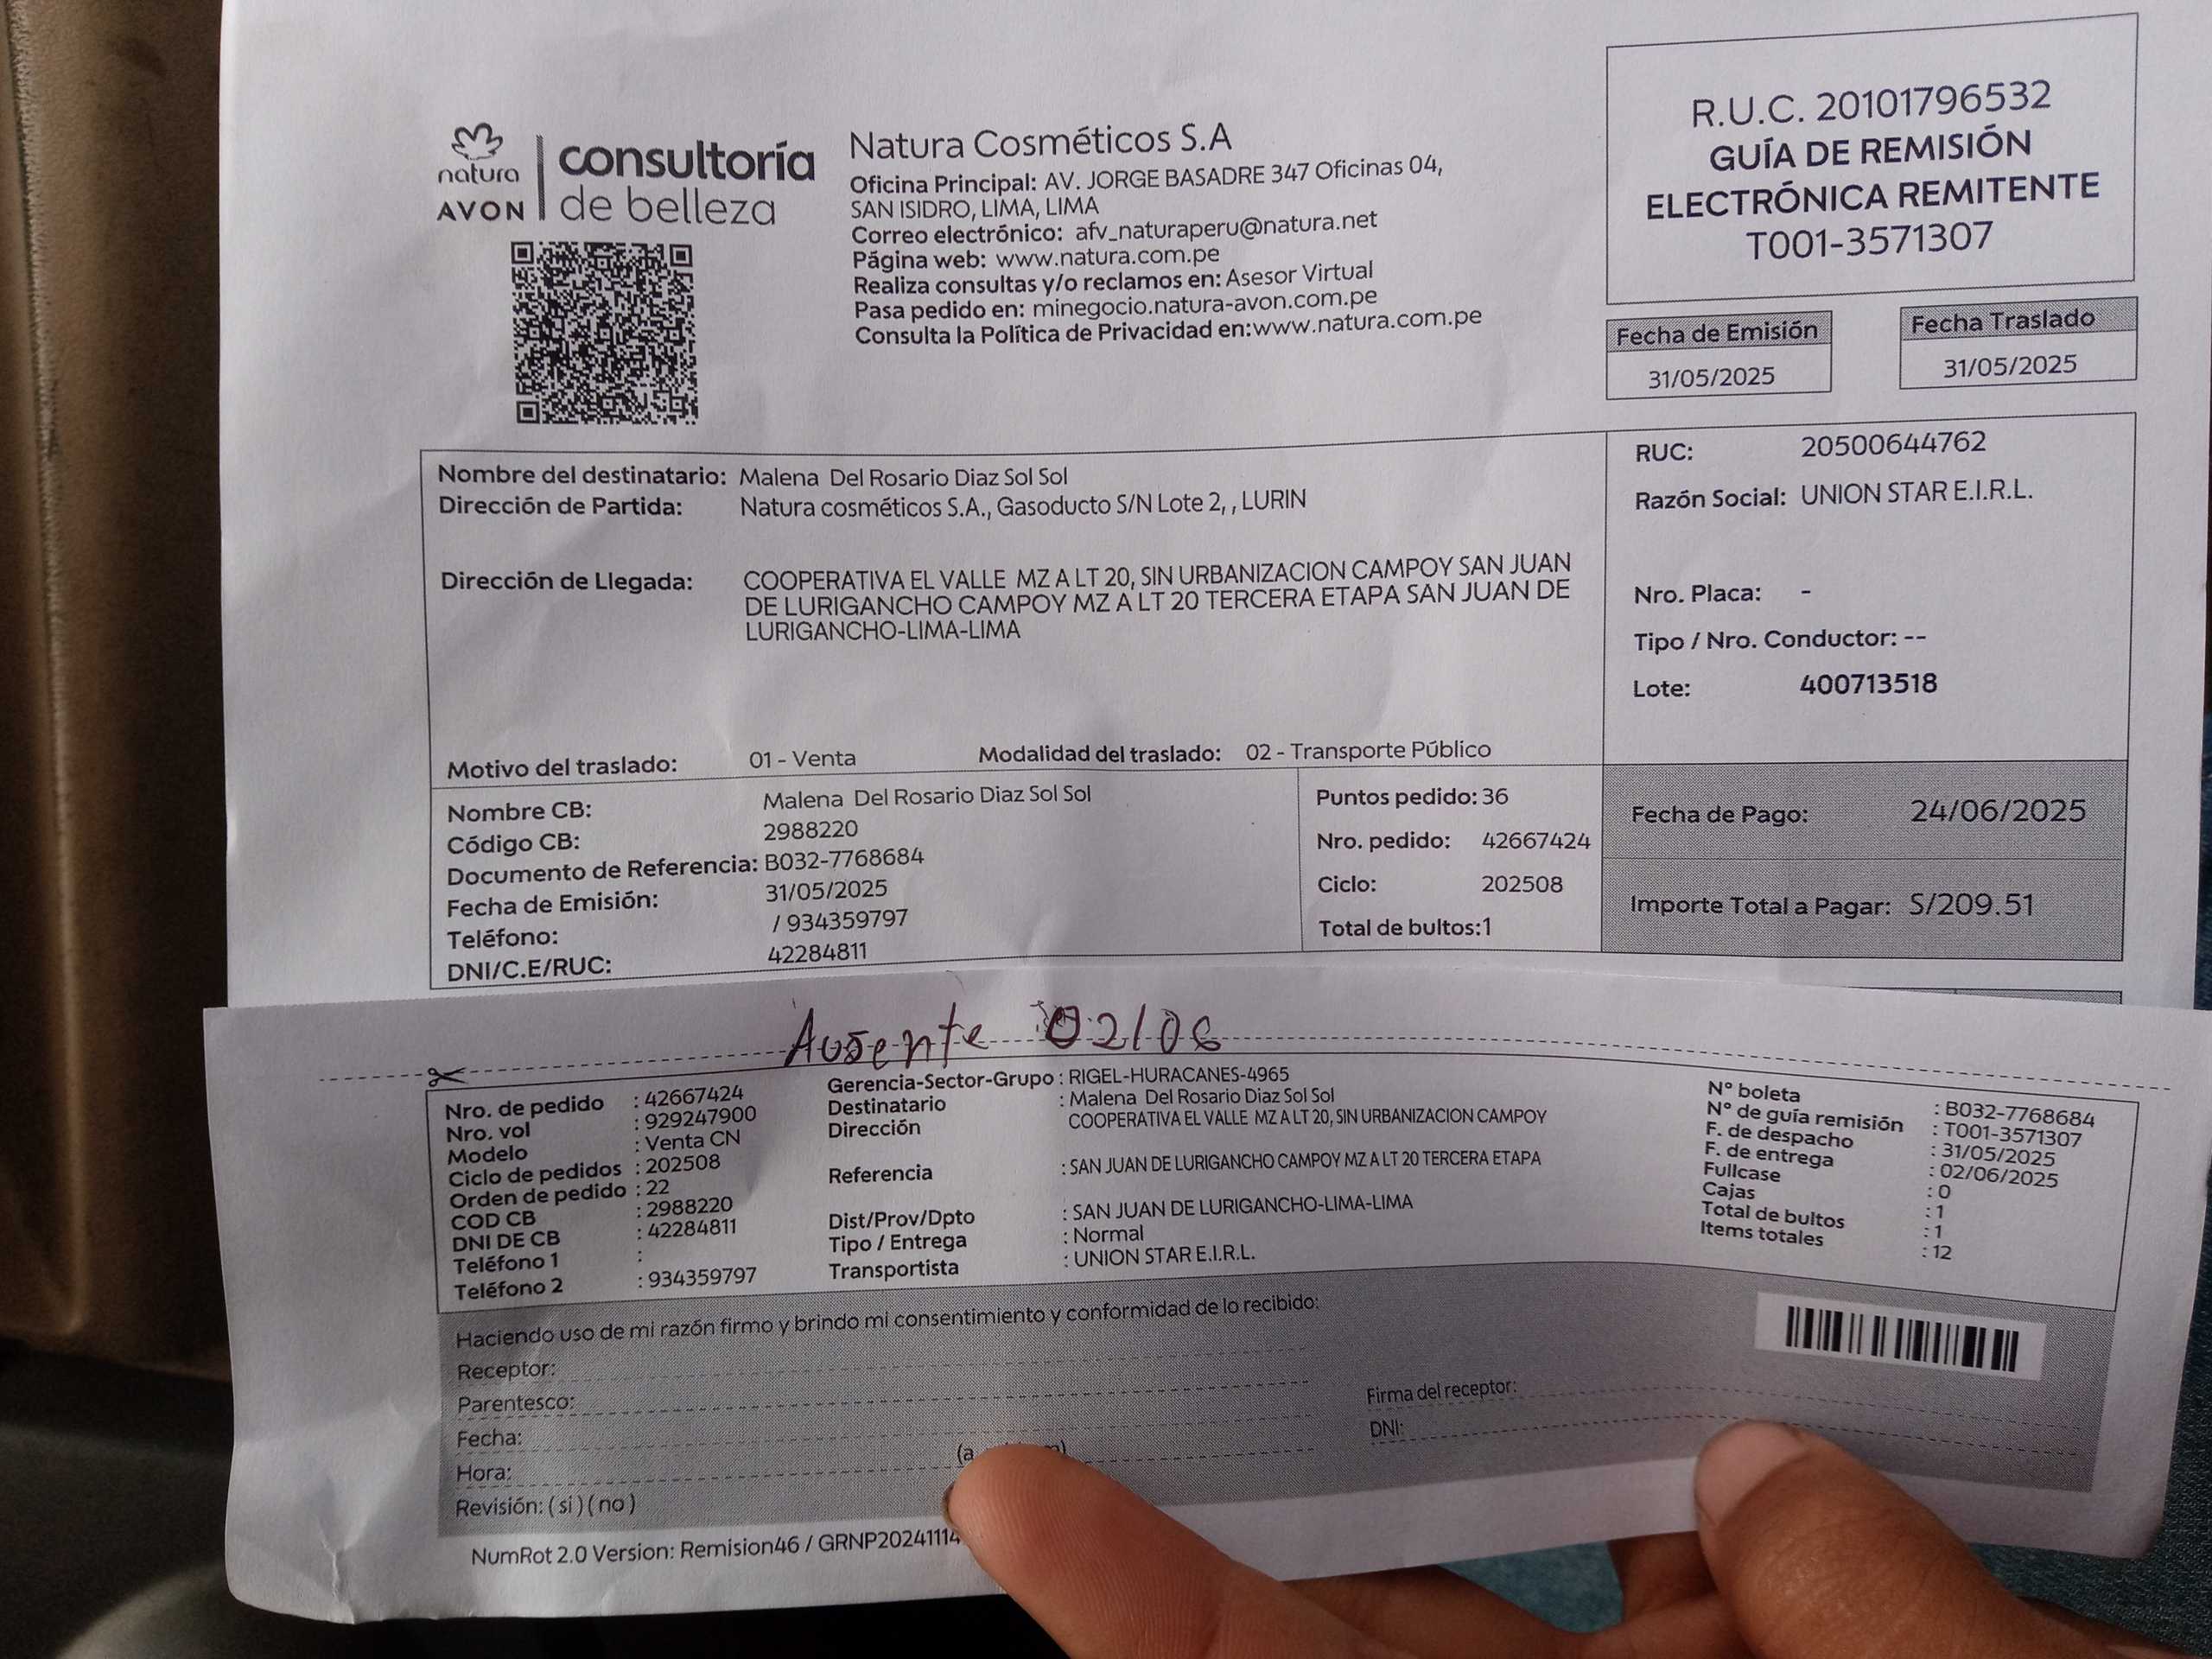 natura
AVON
consultoría
de belleza
Natura Cosméticos S.A
Oficina Principal: AV. JORGE BASADRE 347 Oficinas 04,
SAN ISIDRO, LIMA, LIMA
Correo electrónico: afv_naturaperu@natura.net
Página web: www.natura.com.pe
Realiza consultas y/o reclamos en: Asesor Virtual
Pasa pedido en: minegocio.natura-avon.com.pe
Consulta la Política de Privacidad en:www.natura.com.pe
R.U.C. 20101796532
GUÍA DE REMISIÓN
ELECTRÓNICA REMITENTE
T001-3571307
Fecha de Emisión
31/05/2025
Fecha Traslado
31/05/2025
Nombre del destinatario: Malena Del Rosario Diaz Sol Sol
Dirección de Partida: Natura cosméticos S.A., Gasoducto S/N Lote 2, , LURIN
Dirección de Llegada: COOPERATIVA EL VALLE MZ A LT 20, SIN URBANIZACION CAMPOY SAN JUAN
DE LURIGANCHO CAMPOY MZ A LT 20 TERCERA ETAPA SAN JUAN DE
LURIGANCHO-LIMA-LIMA
Motivo del traslado: 01 - Venta Modalidad del traslado: 02 - Transporte Público
RUC: 20500644762
Razón Social: UNION STAR E.I.R.L.
Nro. Placa: -
Tipo / Nro. Conductor: --
Lote: 400713518
Nombre CB: Malena Del Rosario Diaz Sol Sol
Código CB: 2988220
Documento de Referencia: B032-7768684
Fecha de Emisión: 31/05/2025
Teléfono: / 934359797
DNI/C.E/RUC: 42284811
Puntos pedido: 36
Nro. pedido: 42667424
Ciclo: 202508
Total de bultos:1
Fecha de Pago: 24/06/2025
Importe Total a Pagar: S/209.51
Ausente 02/06
Nro. de pedido : 42667424
Nro. vol : 929247900
Modelo : Venta CN
Ciclo de pedidos : 202508
Orden de pedido : 22
COD CB : 2988220
DNI DE CB : 42284811
Teléfono 1 :
Teléfono 2 : 934359797
Gerencia-Sector-Grupo : RIGEL-HURACANES-4965
Destinatario : Malena Del Rosario Diaz Sol Sol
Dirección COOPERATIVA EL VALLE MZ A LT 20, SIN URBANIZACION CAMPOY
Referencia : SAN JUAN DE LURIGANCHO CAMPOY MZ A LT 20 TERCERA ETAPA
Dist/Prov/Dpto : SAN JUAN DE LURIGANCHO-LIMA-LIMA
Tipo / Entrega : Normal
Transportista : UNION STAR E.I.R.L.
N° boleta : B032-7768684
N° de guía remisión : T001-3571307
F. de despacho : 31/05/2025
F. de entrega : 02/06/2025
Fullcase : 0
Cajas : 1
Total de bultos : 1
Items totales : 12
Haciendo uso de mi razón firmo y brindo mi consentimiento y conformidad de lo recibido:
Receptor:
Parentesco:
Fecha:
Hora:
Revisión: ( si ) ( no )
Firma del receptor:
DNI:
NumRot 2.0 Version: Remision46 / GRNP20241114